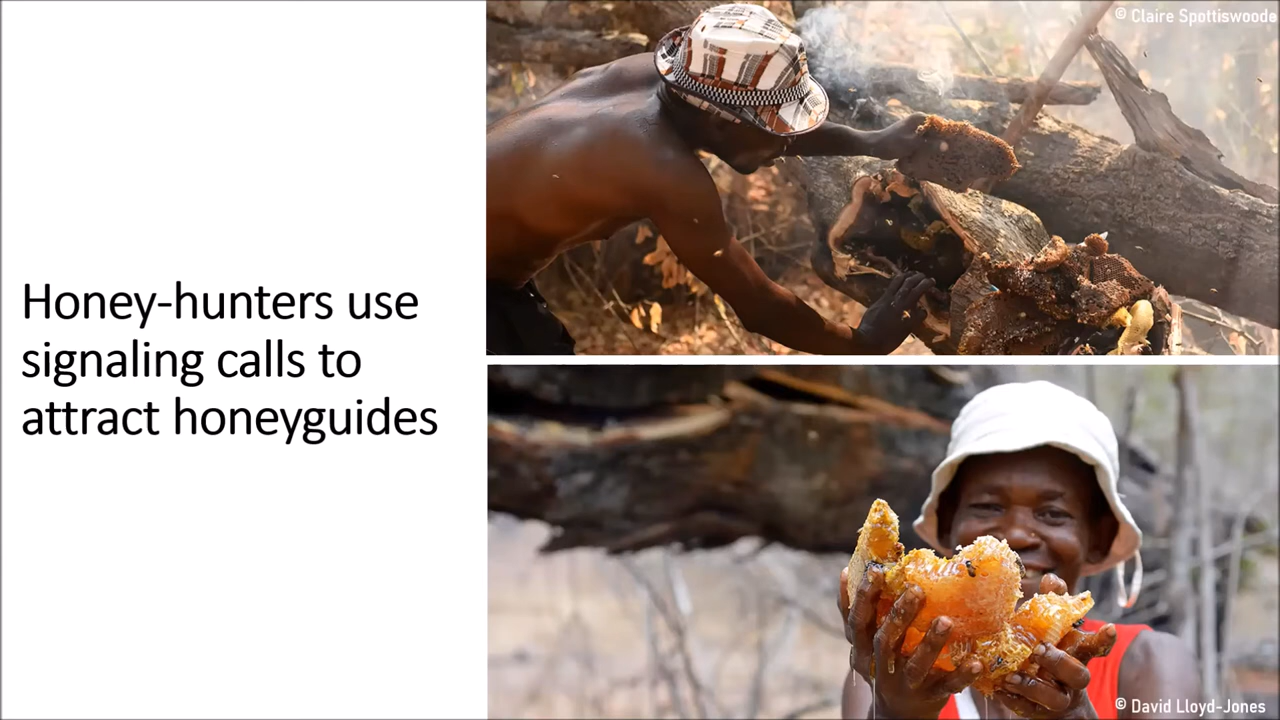 © Claire Spottiswoode
Honey-hunters use
signaling calls to
attract honeyguides
© David Lloyd-Jones